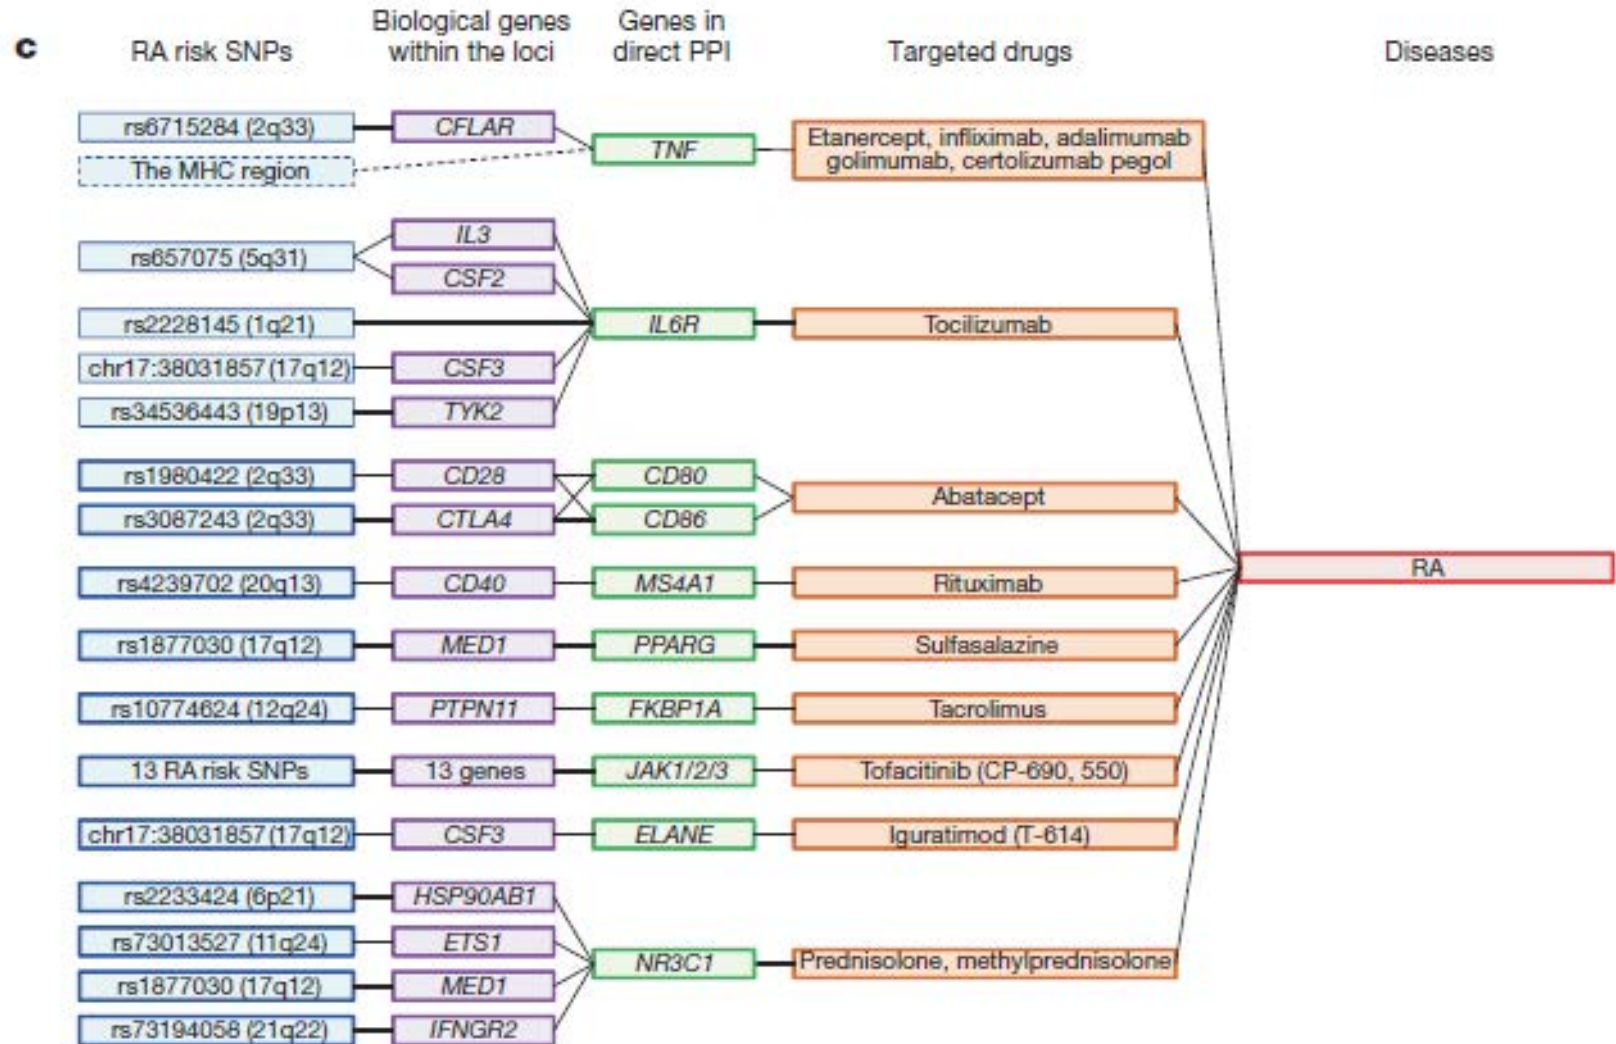 c
RA risk SNPs
Biological genes
within the loci
Genes in
direct PPI
Targeted drugs
Diseases
rs6715284 (2q33)
CFLAR
The MHC region
TNF
Etanercept, infliximab, adalimumab
golimumab, certolizumab pegol
rs657075 (5q31)
IL3
CSF2
rs2228145 (1q21)
IL6R
Tocilizumab
chr17:38031857 (17q12)
CSF3
rs34536443 (19p13)
TYK2
rs1980422 (2q33)
CD28
CD80
Abatacept
rs3087243 (2q33)
CTLA4
CD86
RA
rs4239702 (20q13)
CD40
MS4A1
Rituximab
rs1877030 (17q12)
MED1
PPARG
Sulfasalazine
rs10774624 (12q24)
PTPN11
FKBP1A
Tacrolimus
13 RA risk SNPs
13 genes
JAK1/2/3
Tofacitinib (CP-690, 550)
chr17:38031857 (17q12)
CSF3
ELANE
Iguratimod (T-614)
rs2233424 (6p21)
HSP90AB1
rs73013527 (11q24)
ETS1
NR3C1
Prednisolone, methylprednisolone
rs1877030 (17q12)
MED1
rs73194058 (21q22)
IFNGR2